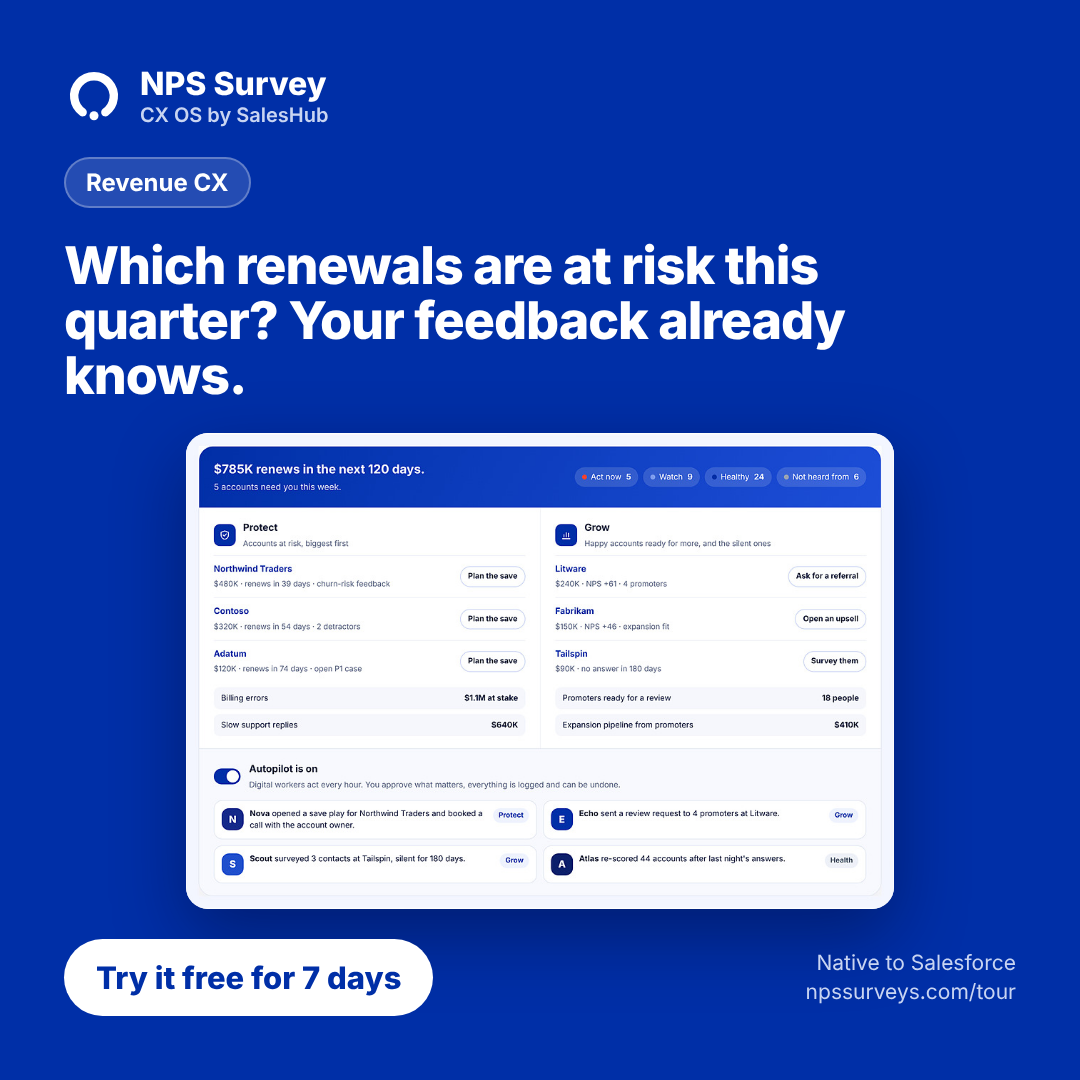 NPS Survey
CX OS by SalesHub
Revenue CX
Which renewals are at risk this
quarter? Your feedback already
knows.
$785K renews in the next 120 days.
5 accounts need you this week.
Act now 5
Watch 9
Healthy 24
Not heard from 6
Protect
Accounts at risk, biggest first
Northwind Traders
$480K · renews in 39 days · churn-risk feedback
Plan the save
Contoso
$320K · renews in 54 days · 2 detractors
Plan the save
Adatum
$120K · renews in 74 days · open P1 case
Plan the save
Billing errors
$1.1M at stake
Slow support replies
$640K
Grow
Happy accounts ready for more, and the silent ones
Litware
$240K · NPS +61 · 4 promoters
Ask for a referral
Fabrikam
$150K · NPS +46 · expansion fit
Open an upsell
Tailspin
$90K · no answer in 180 days
Survey them
Promoters ready for a review
18 people
Expansion pipeline from promoters
$410K
Autopilot is on
Digital workers act every hour. You approve what matters, everything is logged and can be undone.
N
Nova opened a save play for Northwind Traders and booked a
call with the account owner.
Protect
E
Echo sent a review request to 4 promoters at Litware.
Grow
S
Scout surveyed 3 contacts at Tailspin, silent for 180 days.
Grow
A
Atlas re-scored 44 accounts after last night's answers.
Health
Try it free for 7 days
Native to Salesforce
npssurveys.com/tour